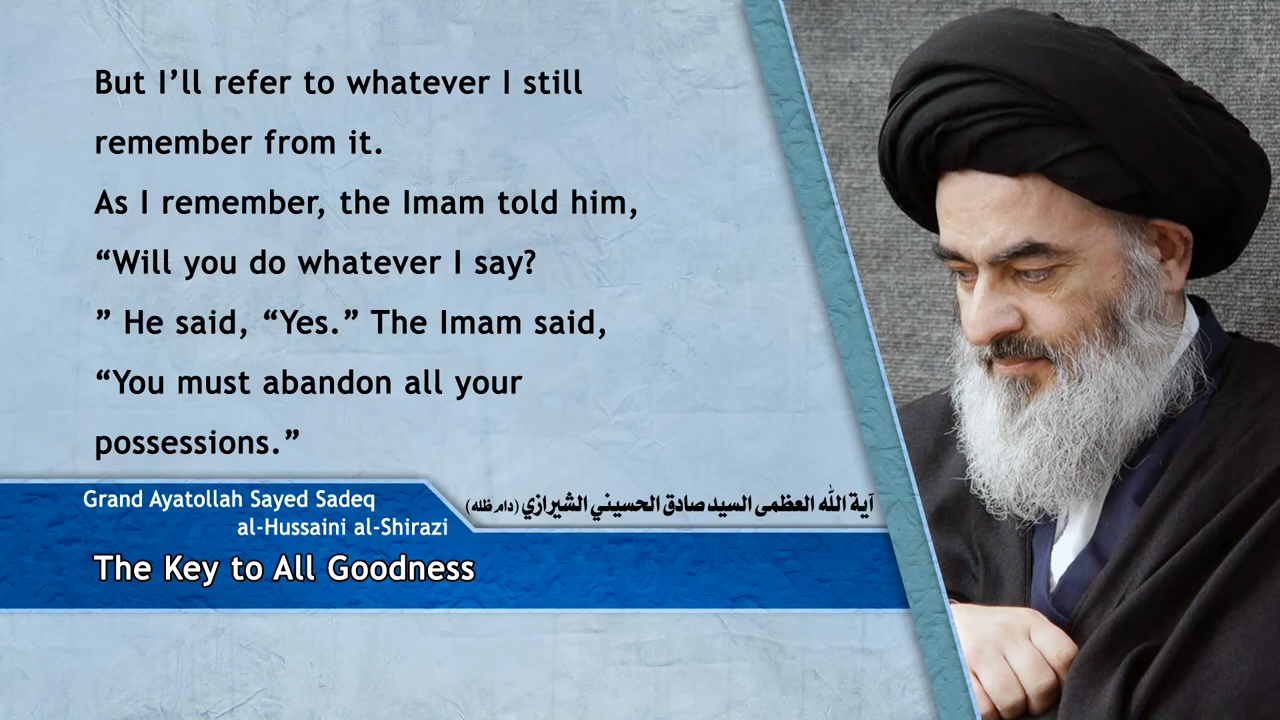 But I’ll refer to whatever I still
remember from it.
As I remember, the Imam told him,
“Will you do whatever I say?
” He said, “Yes.” The Imam said,
“You must abandon all your
possessions.”
Grand Ayatollah Sayed Sadeq
al-Hussaini al-Shirazi
آية الله العظمى السيد صادق الحسيني الشيرازي (دام ظله)
The Key to All Goodness